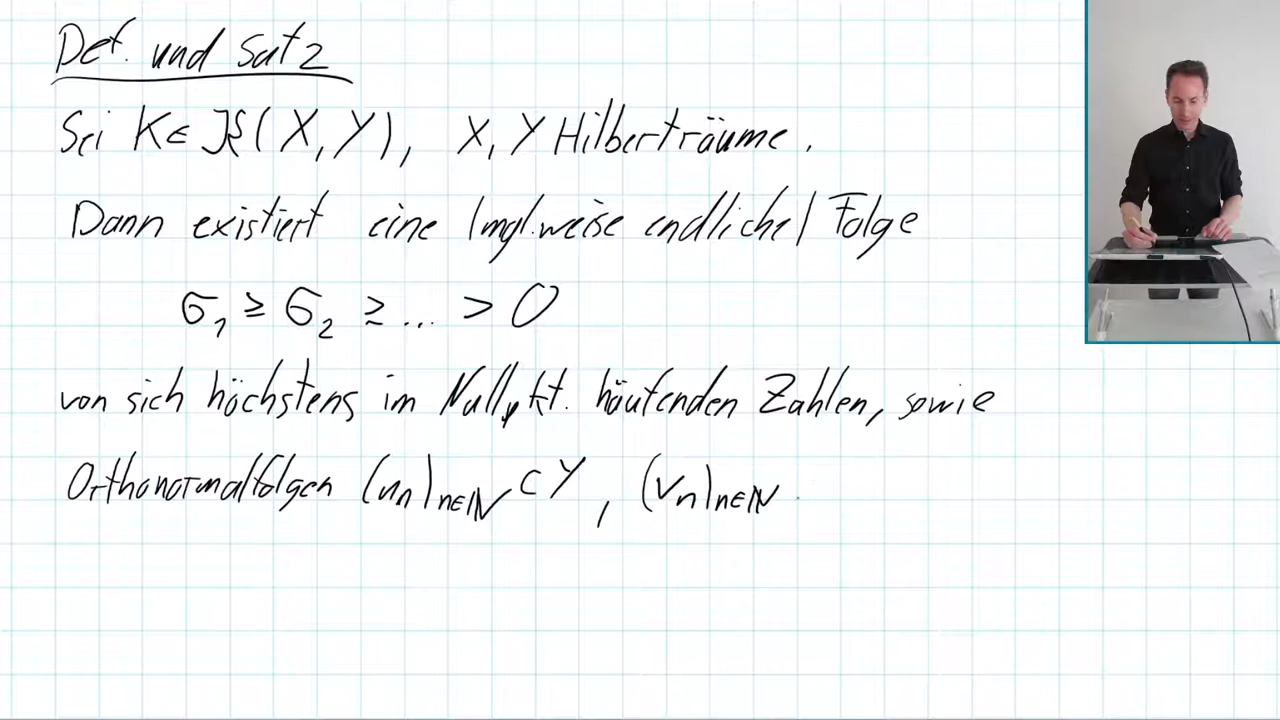 Def. und Satz
Sei K ∈ 𝒦(X, Y), X, Y Hilberträume.
Dann existiert eine (mgl.weise endliche) Folge
σ₁ ≥ σ₂ ≥ ... > 0
von sich höchstens im Nullpkt. häufenden Zahlen, sowie
Orthonormalfolgen (uₙ)ₙ∈ℕ ⊂ Y, (vₙ)ₙ∈ℕ